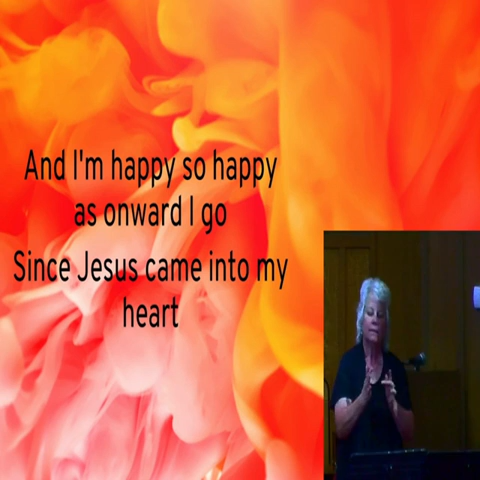 And I'm happy so happy
as onward I go
Since Jesus came into my
heart